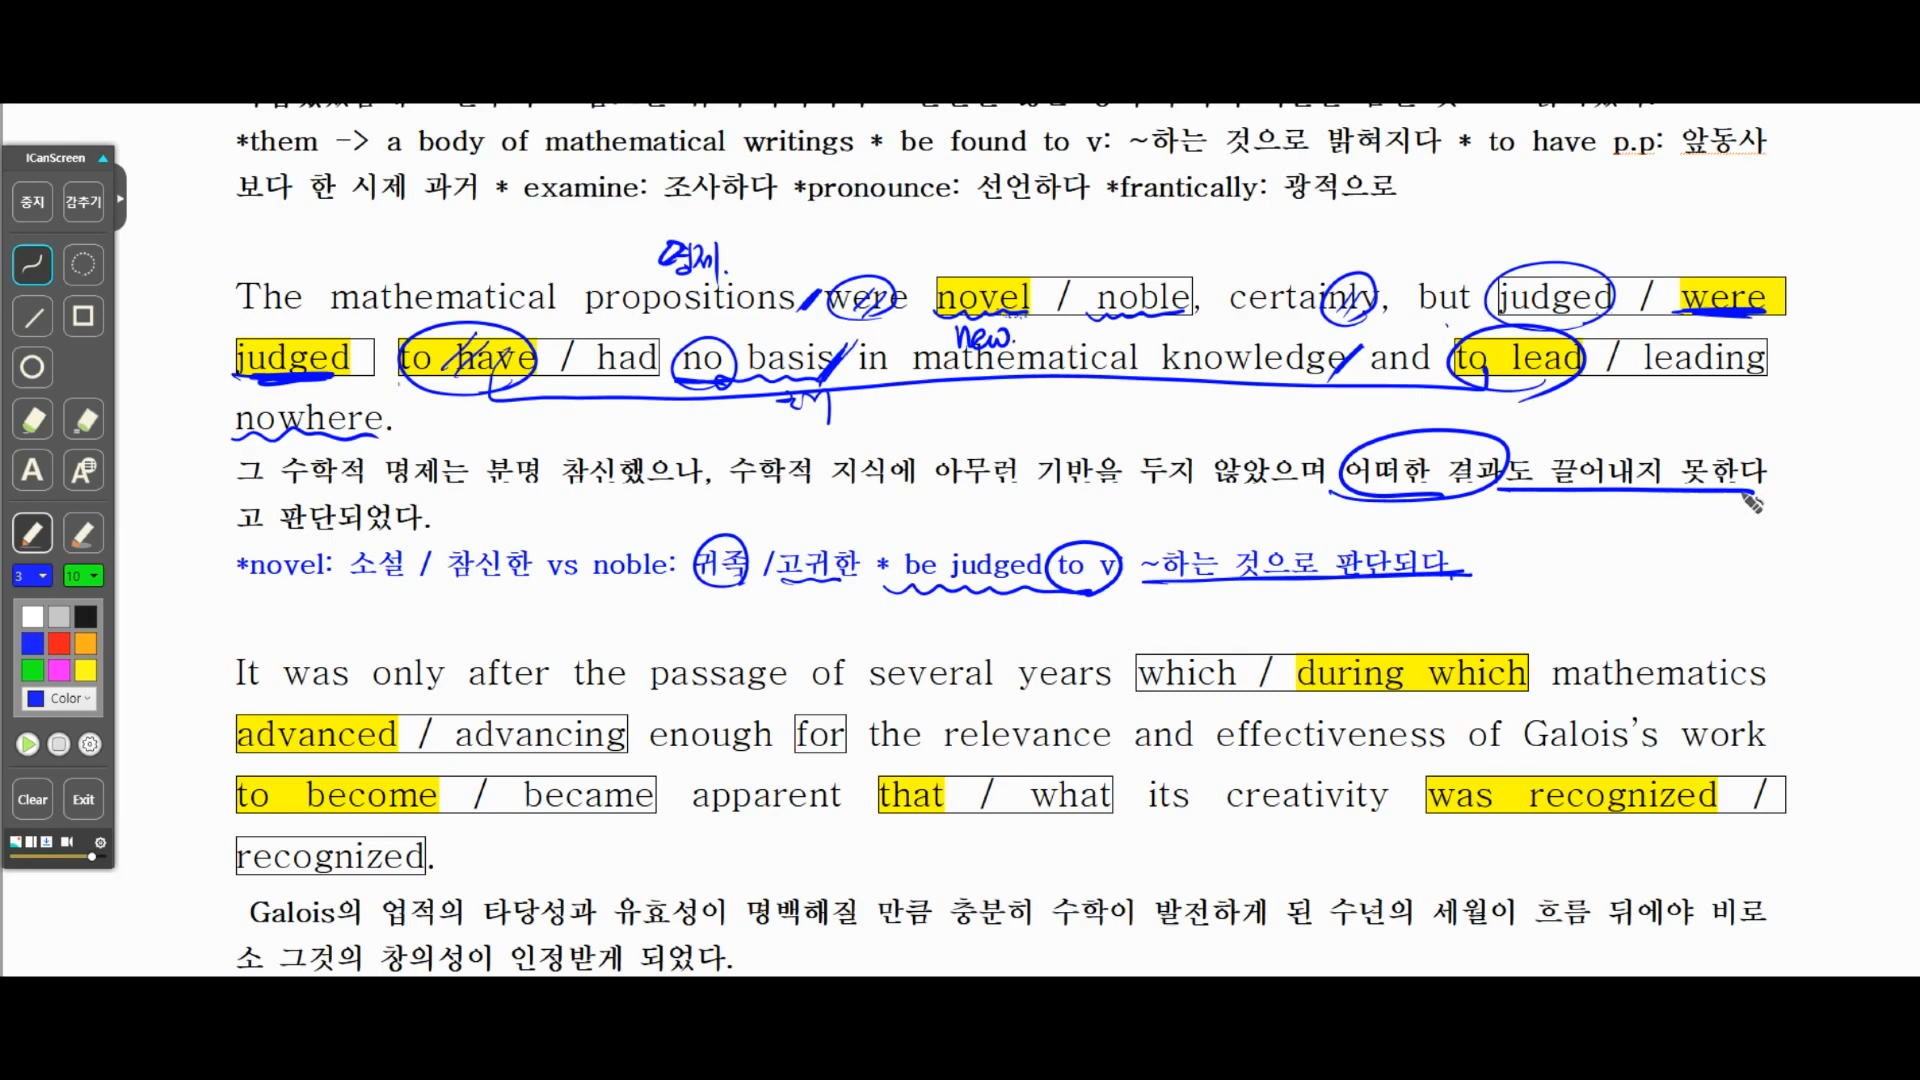 *them -> a body of mathematical writings * be found to v: ~하는 것으로 밝혀지다 * to have p.p: 앞동사
ICanScreen
보다 한 시제 과거 * examine: 조사하다 *pronounce: 선언하다 *frantically: 광적으로
중지 감추기
명제.
The mathematical propositions were novel / noble, certainly, but judged / were
new.
judged to have / had no basis in mathematical knowledge and to lead / leading
nowhere.
그 수학적 명제는 분명 참신했으나, 수학적 지식에 아무런 기반을 두지 않았으며 어떠한 결과도 끌어내지 못한다
고 판단되었다.
*novel: 소설 / 참신한 vs noble: 귀족 /고귀한 * be judged to v: ~하는 것으로 판단되다.
3 10
It was only after the passage of several years which / during which mathematics
Color
advanced / advancing enough for the relevance and effectiveness of Galois's work
to become / became apparent that / what its creativity was recognized /
Clear Exit
recognized.
Galois의 업적의 타당성과 유효성이 명백해질 만큼 충분히 수학이 발전하게 된 수년의 세월이 흐름 뒤에야 비로
소 그것의 창의성이 인정받게 되었다.